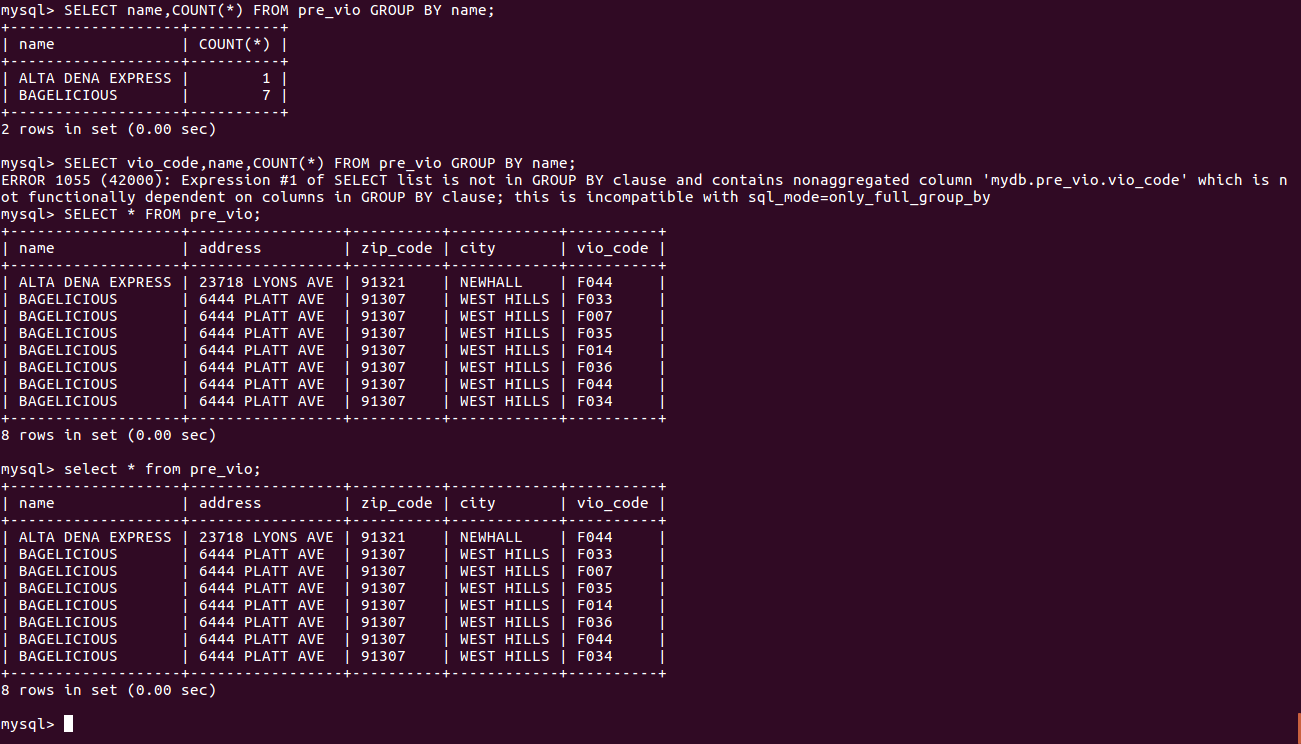 mysql> SELECT name,COUNT(*) FROM pre_vio GROUP BY name;
+-------------------+----------+
| name              | COUNT(*) |
+-------------------+----------+
| ALTA DENA EXPRESS |        1 |
| BAGELICIOUS       |        7 |
+-------------------+----------+
2 rows in set (0.00 sec)

mysql> SELECT vio_code,name,COUNT(*) FROM pre_vio GROUP BY name;
ERROR 1055 (42000): Expression #1 of SELECT list is not in GROUP BY clause and contains nonaggregated column 'mydb.pre_vio.vio_code' which is n
ot functionally dependent on columns in GROUP BY clause; this is incompatible with sql_mode=only_full_group_by
mysql> SELECT * FROM pre_vio;
+-------------------+-----------------+----------+------------+----------+
| name              | address         | zip_code | city       | vio_code |
+-------------------+-----------------+----------+------------+----------+
| ALTA DENA EXPRESS | 23718 LYONS AVE | 91321    | NEWHALL    | F044     |
| BAGELICIOUS       | 6444 PLATT AVE  | 91307    | WEST HILLS | F033     |
| BAGELICIOUS       | 6444 PLATT AVE  | 91307    | WEST HILLS | F007     |
| BAGELICIOUS       | 6444 PLATT AVE  | 91307    | WEST HILLS | F035     |
| BAGELICIOUS       | 6444 PLATT AVE  | 91307    | WEST HILLS | F014     |
| BAGELICIOUS       | 6444 PLATT AVE  | 91307    | WEST HILLS | F036     |
| BAGELICIOUS       | 6444 PLATT AVE  | 91307    | WEST HILLS | F044     |
| BAGELICIOUS       | 6444 PLATT AVE  | 91307    | WEST HILLS | F034     |
+-------------------+-----------------+----------+------------+----------+
8 rows in set (0.00 sec)

mysql> select * from pre_vio;
+-------------------+-----------------+----------+------------+----------+
| name              | address         | zip_code | city       | vio_code |
+-------------------+-----------------+----------+------------+----------+
| ALTA DENA EXPRESS | 23718 LYONS AVE | 91321    | NEWHALL    | F044     |
| BAGELICIOUS       | 6444 PLATT AVE  | 91307    | WEST HILLS | F033     |
| BAGELICIOUS       | 6444 PLATT AVE  | 91307    | WEST HILLS | F007     |
| BAGELICIOUS       | 6444 PLATT AVE  | 91307    | WEST HILLS | F035     |
| BAGELICIOUS       | 6444 PLATT AVE  | 91307    | WEST HILLS | F014     |
| BAGELICIOUS       | 6444 PLATT AVE  | 91307    | WEST HILLS | F036     |
| BAGELICIOUS       | 6444 PLATT AVE  | 91307    | WEST HILLS | F044     |
| BAGELICIOUS       | 6444 PLATT AVE  | 91307    | WEST HILLS | F034     |
+-------------------+-----------------+----------+------------+----------+
8 rows in set (0.00 sec)

mysql>